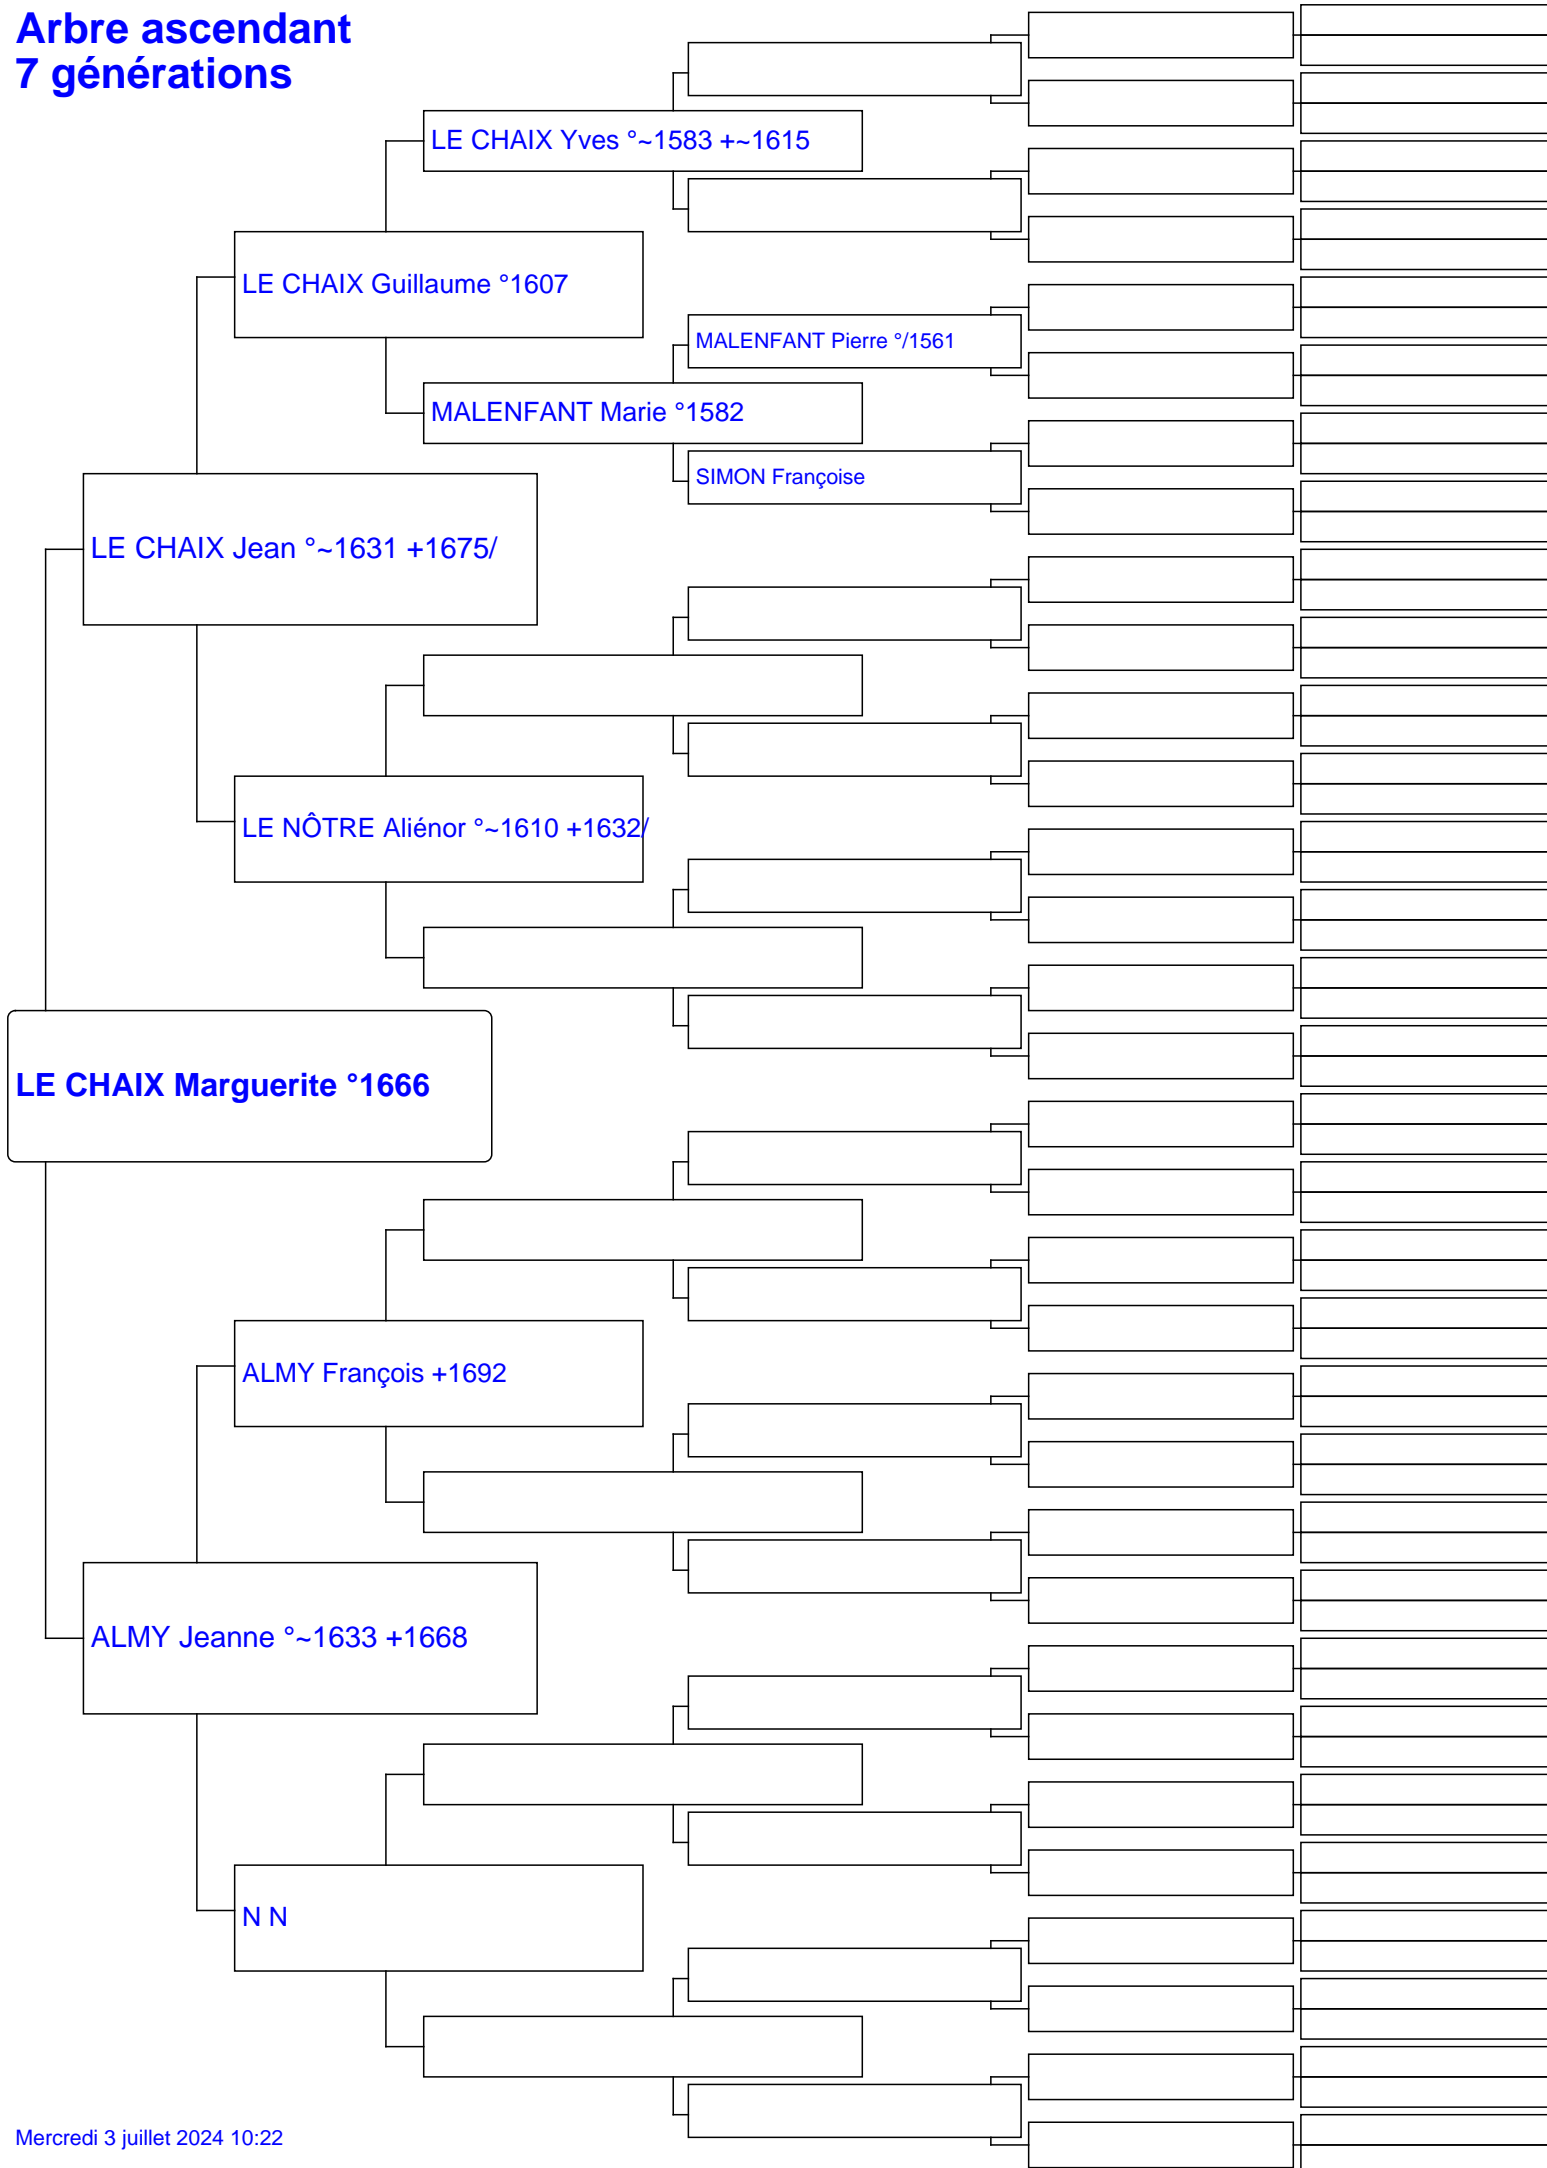 Arbre ascendant
7 générations
LE CHAIX Yves °~1583 +~1615
LE CHAIX Guillaume °1607
MALENFANT Pierre °/1561
MALENFANT Marie °1582
SIMON Françoise
LE CHAIX Jean °~1631 +1675/
LE NÔTRE Aliénor °~1610 +1632/
LE CHAIX Marguerite °1666
ALMY François +1692
ALMY Jeanne °~1633 +1668
N N
Mercredi 3 juillet 2024 10:22